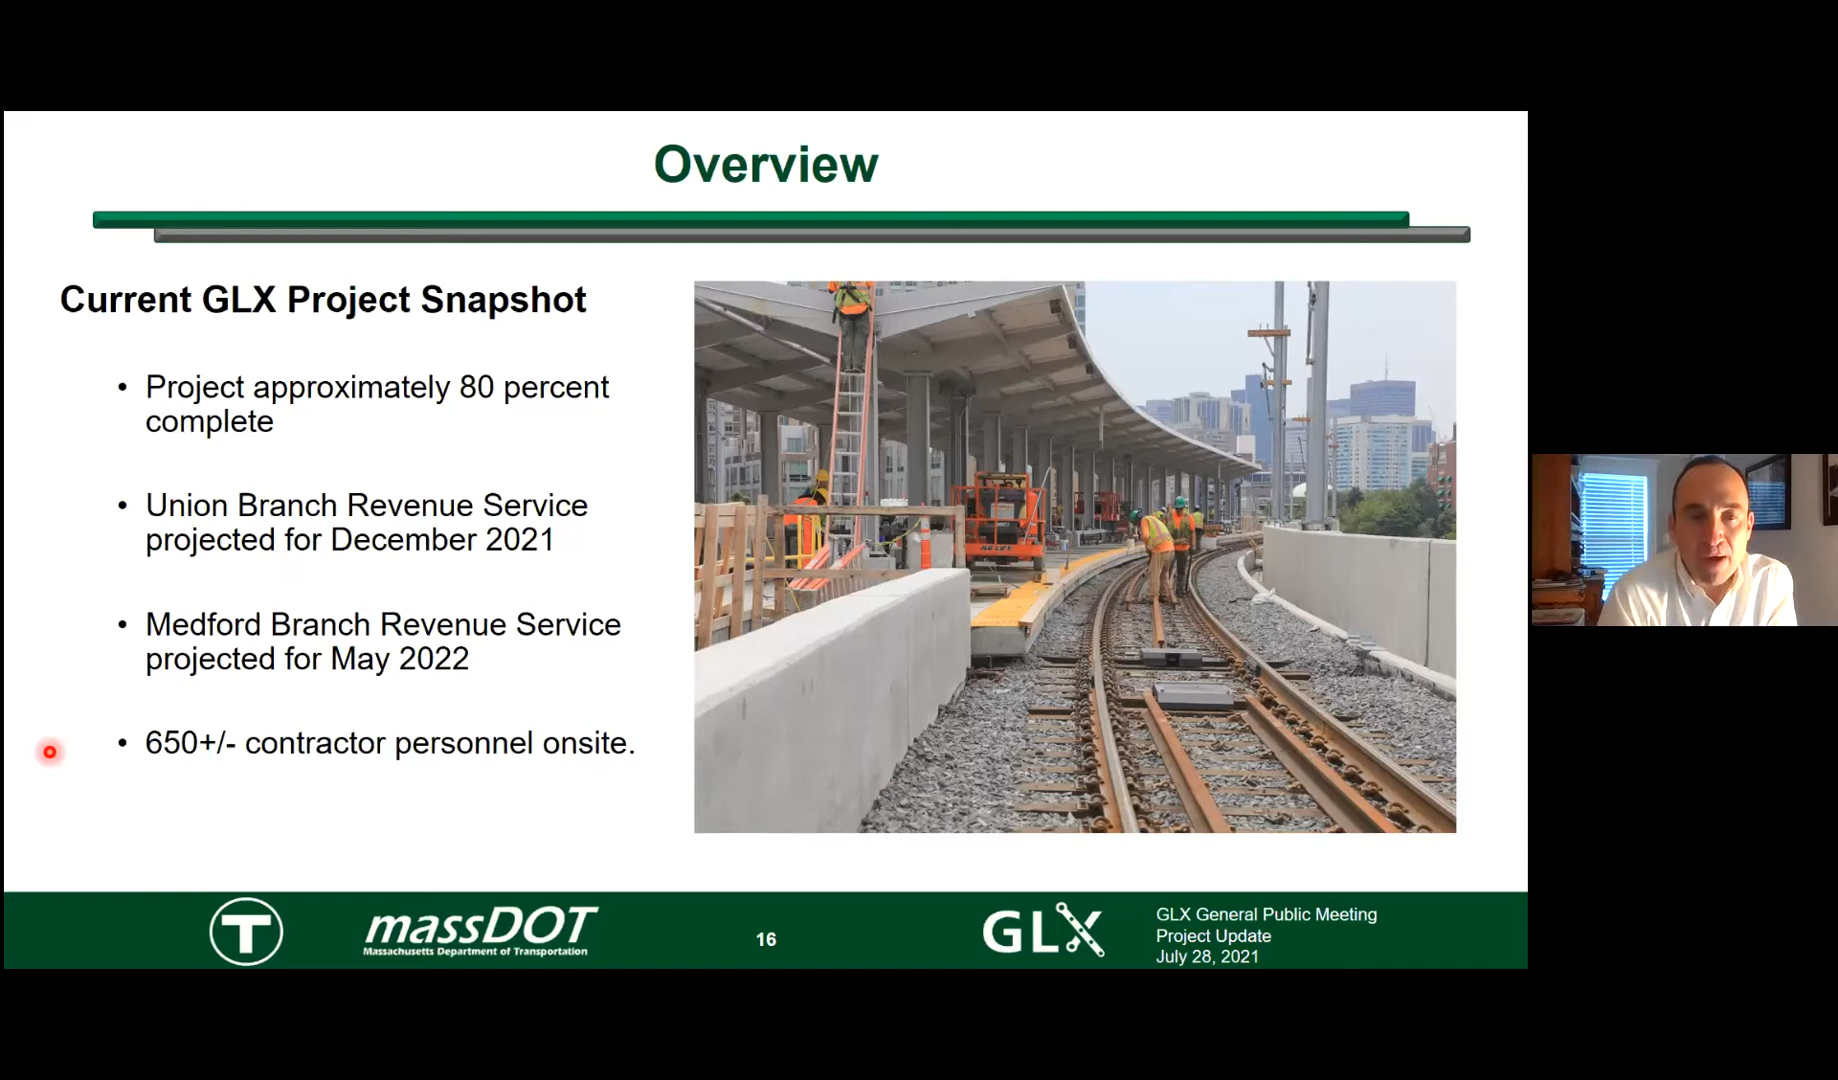 Overview
Current GLX Project Snapshot
• Project approximately 80 percent
complete
• Union Branch Revenue Service
projected for December 2021
• Medford Branch Revenue Service
projected for May 2022
• 650+/- contractor personnel onsite.
T
massDOT
Massachusetts Department of Transportation
16
GLX
GLX General Public Meeting
Project Update
July 28, 2021